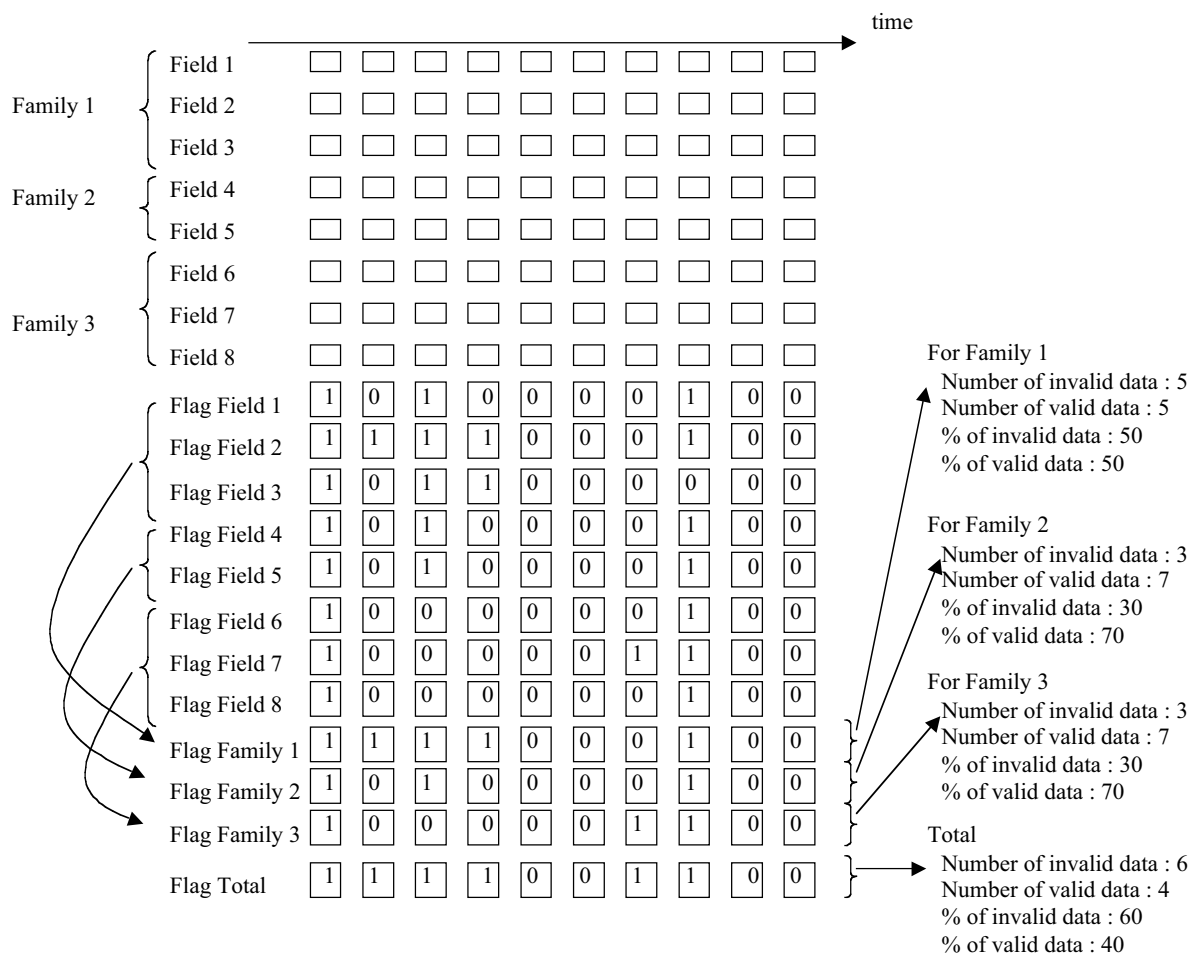 time
Field 1
Family 1
Field 2
Field 3
Family 2
Field 4
Field 5
Field 6
Family 3
Field 7
Field 8
Flag Field 1 1 0 1 0 0 0 0 1 0 0
Flag Field 2 1 1 1 1 0 0 0 1 0 0
Flag Field 3 1 0 1 1 0 0 0 0 0 0
Flag Field 4 1 0 1 0 0 0 0 1 0 0
Flag Field 5 1 0 1 0 0 0 0 1 0 0
Flag Field 6 1 0 0 0 0 0 0 1 0 0
Flag Field 7 1 0 0 0 0 0 1 1 0 0
Flag Field 8 1 0 0 0 0 0 0 1 0 0
Flag Family 1 1 1 1 1 0 0 0 1 0 0
Flag Family 2 1 0 1 0 0 0 0 1 0 0
Flag Family 3 1 0 0 0 0 0 1 1 0 0
Flag Total 1 1 1 1 0 0 1 1 0 0
For Family 1
Number of invalid data : 5
Number of valid data : 5
% of invalid data : 50
% of valid data : 50
For Family 2
Number of invalid data : 3
Number of valid data : 7
% of invalid data : 30
% of valid data : 70
For Family 3
Number of invalid data : 3
Number of valid data : 7
% of invalid data : 30
% of valid data : 70
Total
Number of invalid data : 6
Number of valid data : 4
% of invalid data : 60
% of valid data : 40